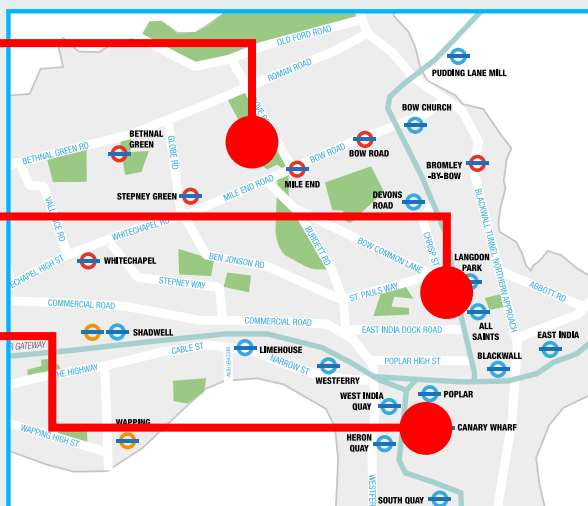 OLD FORD ROAD
ROMAN ROAD
PUDDING LANE MILL
BOW CHURCH
BETHNAL
GREEN
BETHNAL GREEN RD
GLOBE RD
BOW ROAD
BOW ROAD
BROMLEY
-BY-BOW
MILE END
STEPNEY GREEN
MILE END ROAD
DEVONS
ROAD
VALLANCE RD
WHITECHAPEL RD
BURDETT RD
CHRISP ST
BLACKWALL TUNNEL NORTHERN APPROACH
BOW COMMON LANE
WHITECHAPEL
BEN JONSON RD
LANGDON
PARK
STEPNEY WAY
ST. PAULS WAY
ABBOTT RD
COMMERCIAL ROAD
COMMERCIAL ROAD
EAST INDIA DOCK ROAD
ALL
SAINTS
SHADWELL
EAST INDIA
GATEWAY
CABLE ST
LIMEHOUSE
NARROW ST
POPLAR HIGH ST
BLACKWALL
HE HIGHWAY
WESTFERRY
WEST INDIA
QUAY
POPLAR
WAPPING
CANARY WHARF
WAPPING HIGH ST
HERON
QUAY
SOUTH QUAY